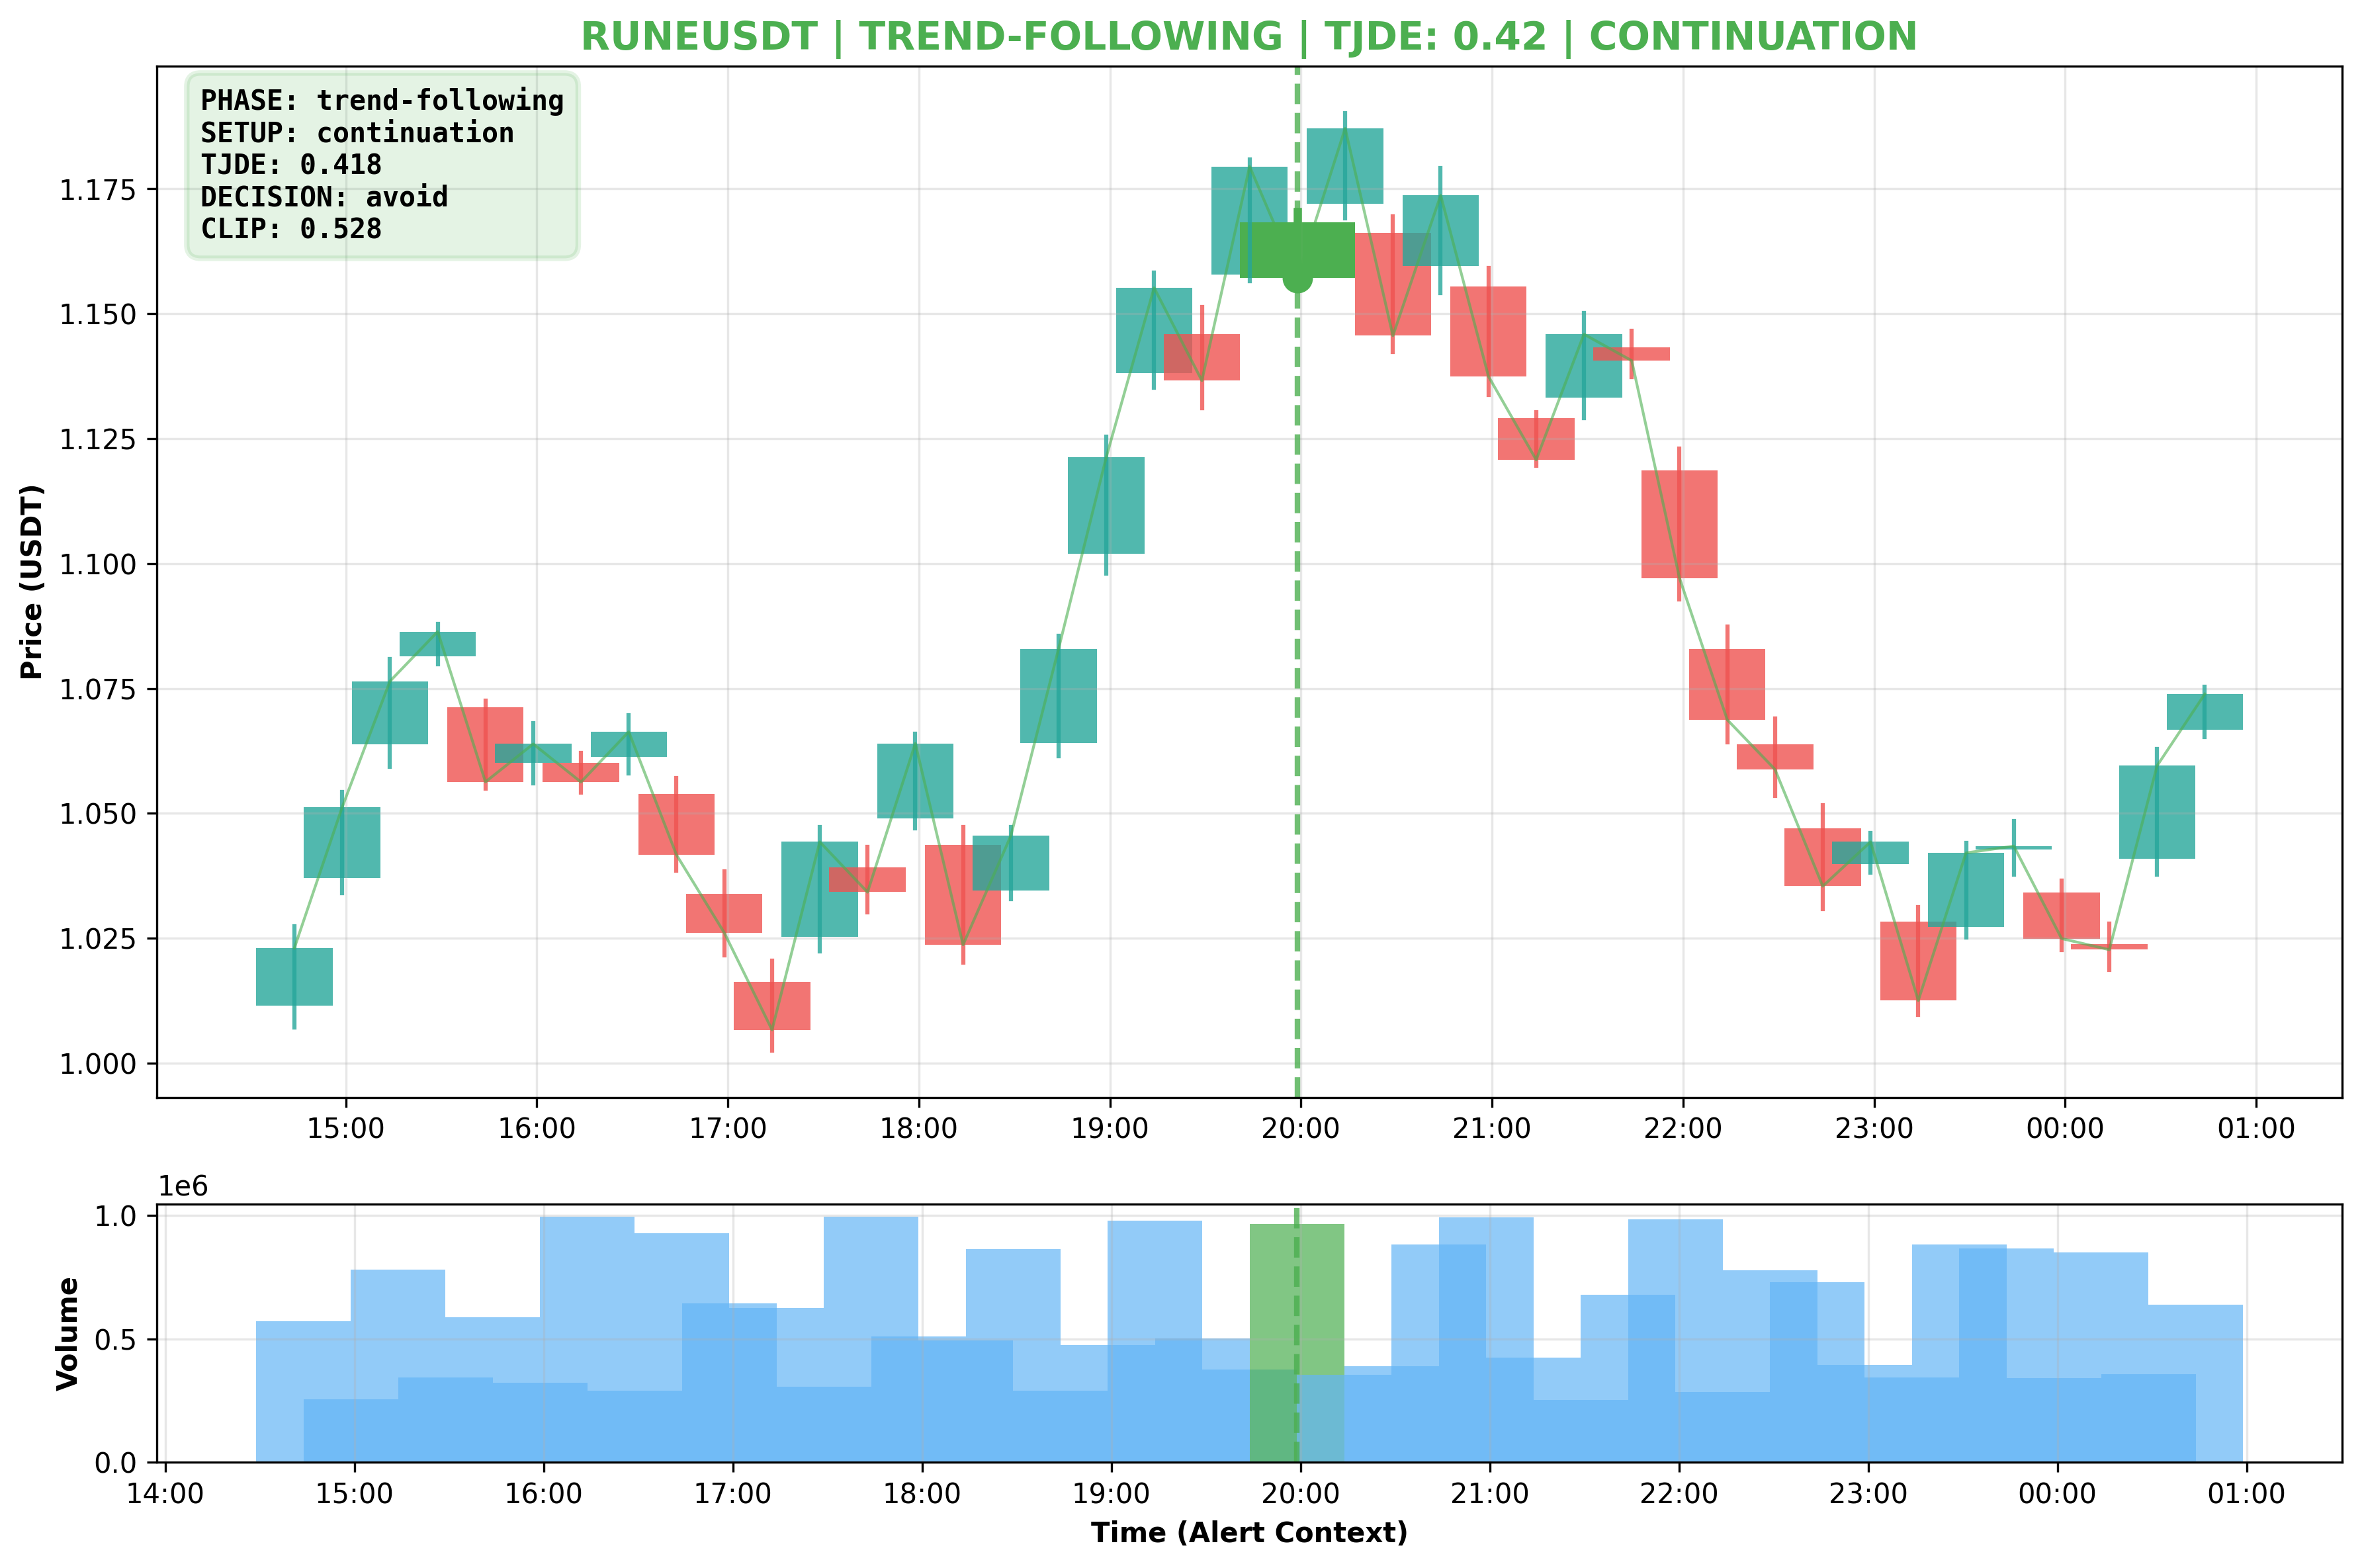 RUNEUSDT | TREND-FOLLOWING | TJDE: 0.42 | CONTINUATION
PHASE: trend-following
SETUP: continuation
TJDE: 0.418
DECISION: avoid
CLIP: 0.528
Price (USDT)
1.175
1.150
1.125
1.100
1.075
1.050
1.025
1.000
15:00 16:00 17:00 18:00 19:00 20:00 21:00 22:00 23:00 00:00 01:00
1e6
Volume
1.0
0.5
0.0
14:00 15:00 16:00 17:00 18:00 19:00 20:00 21:00 22:00 23:00 00:00 01:00
Time (Alert Context)